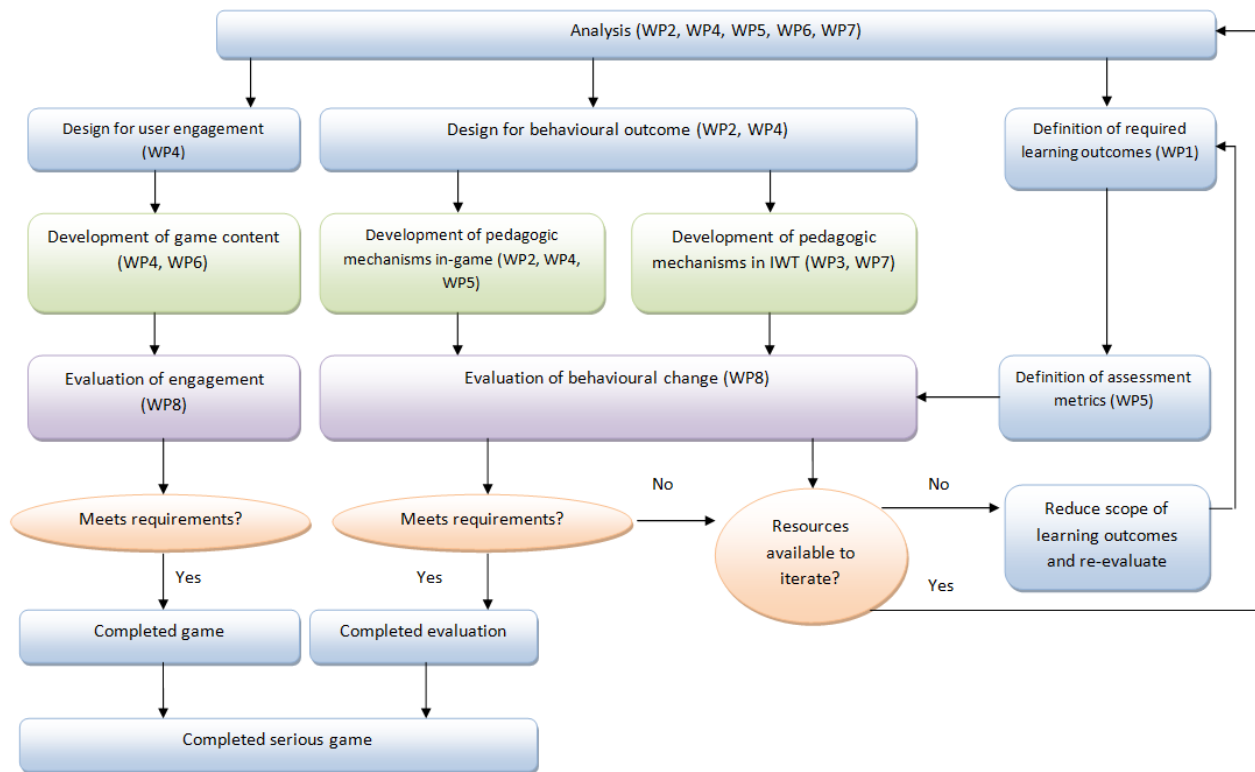 Analysis (WP2, WP4, WP5, WP6, WP7)
Design for user engagement
(WP4)
Design for behavioural outcome (WP2, WP4)
Definition of required
learning outcomes (WP1)
Development of game content
(WP4, WP6)
Development of pedagogic
mechanisms in-game (WP2, WP4,
WP5)
Development of pedagogic
mechanisms in IWT (WP3, WP7)
Evaluation of engagement
(WP8)
Evaluation of behavioural change (WP8)
Definition of assessment
metrics (WP5)
Meets requirements?
Meets requirements?
No
Resources
available to
iterate?
No
Reduce scope of
learning outcomes
and re-evaluate
Yes
Yes
Yes
Completed game
Completed evaluation
Completed serious game